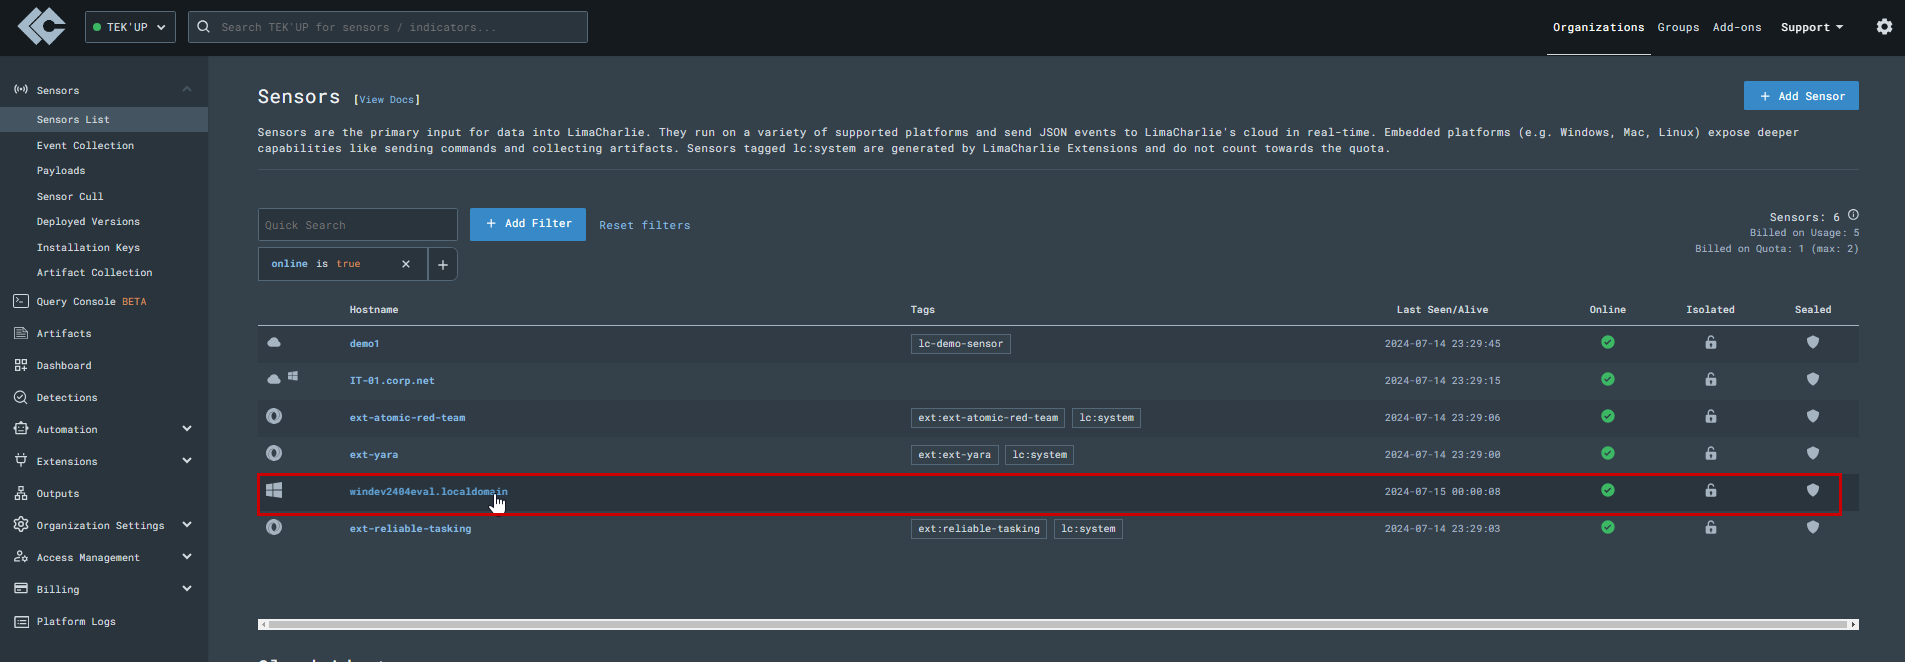 TEK'UP
Search TEK'UP for sensors / indicators...
Organizations Groups Add-ons Support
Sensors
Sensors List
Event Collection
Payloads
Sensor Cull
Deployed Versions
Installation Keys
Artifact Collection
Query Console BETA
Artifacts
Dashboard
Detections
Automation
Extensions
Outputs
Organization Settings
Access Management
Billing
Platform Logs
Sensors [View Docs]
+ Add Sensor
Sensors are the primary input for data into LimaCharlie. They run on a variety of supported platforms and send JSON events to LimaCharlie's cloud in real-time. Embedded platforms (e.g. Windows, Mac, Linux) expose deeper
capabilities like sending commands and collecting artifacts. Sensors tagged lc:system are generated by LimaCharlie Extensions and do not count towards the quota.
Quick Search
+ Add Filter
Reset filters
Sensors: 6
Billed on Usage: 5
Billed on Quota: 1 (max: 2)
online is true × +
Hostname Tags Last Seen/Alive Online Isolated Sealed
demo1 lc-demo-sensor 2024-07-14 23:29:45
IT-01.corp.net 2024-07-14 23:29:15
ext-atomic-red-team ext:ext-atomic-red-team lc:system 2024-07-14 23:29:06
ext-yara ext:ext-yara lc:system 2024-07-14 23:29:00
windev2404eval.localdomain 2024-07-15 00:00:08
ext-reliable-tasking ext:reliable-tasking lc:system 2024-07-14 23:29:03